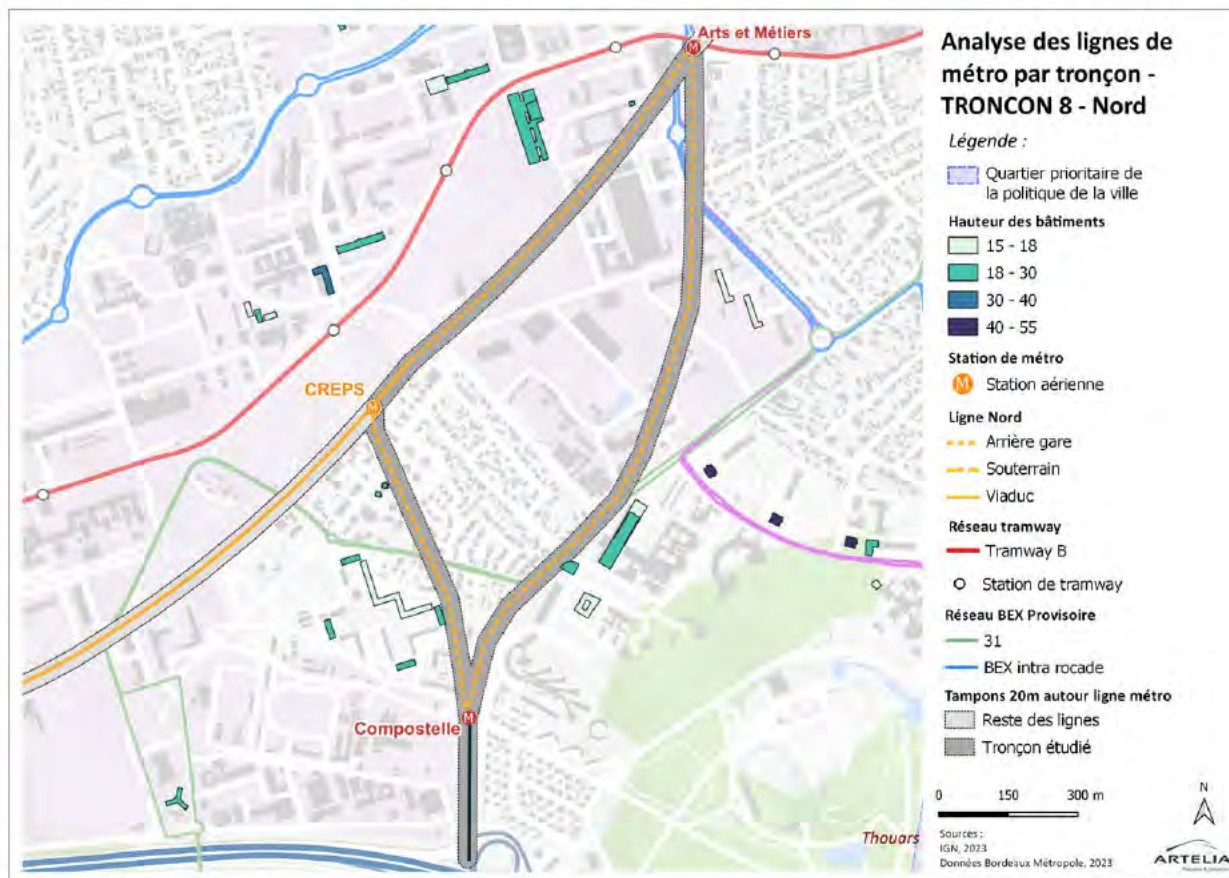 Arts et Métiers
M
CREPS
M
Compostelle
M
Thouars
Analyse des lignes de
métro par tronçon -
TRONCON 8 - Nord
Légende :
Quartier prioritaire de
la politique de la ville
Hauteur des bâtiments
15 - 18
18 - 30
30 - 40
40 - 55
Station de métro
M Station aérienne
Ligne Nord
Arrière gare
Souterrain
Viaduc
Réseau tramway
Tramway B
Station de tramway
Réseau BEX Provisoire
31
BEX intra rocade
Tampons 20m autour ligne métro
Reste des lignes
Tronçon étudié
0 150 300 m
N
Sources :
IGN, 2023
Données Bordeaux Métropole, 2023
ARTELIA